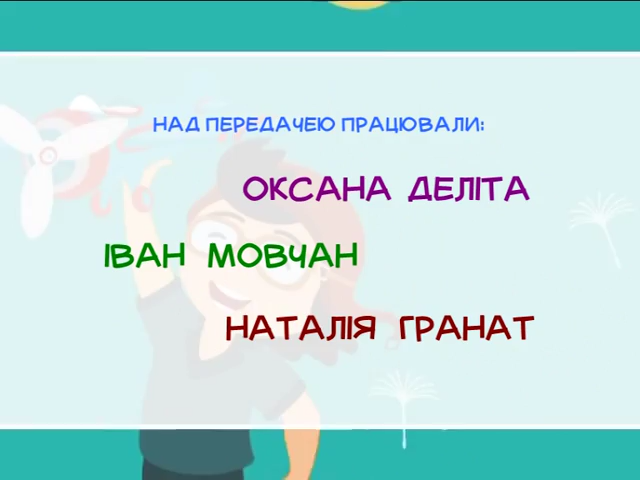 НАД ПЕРЕДАЧЕЮ ПРАЦЮВАЛИ:
ОКСАНА ДЕЛІТА
ІВАН МОВЧАН
НАТАЛІЯ ГРАНАТ